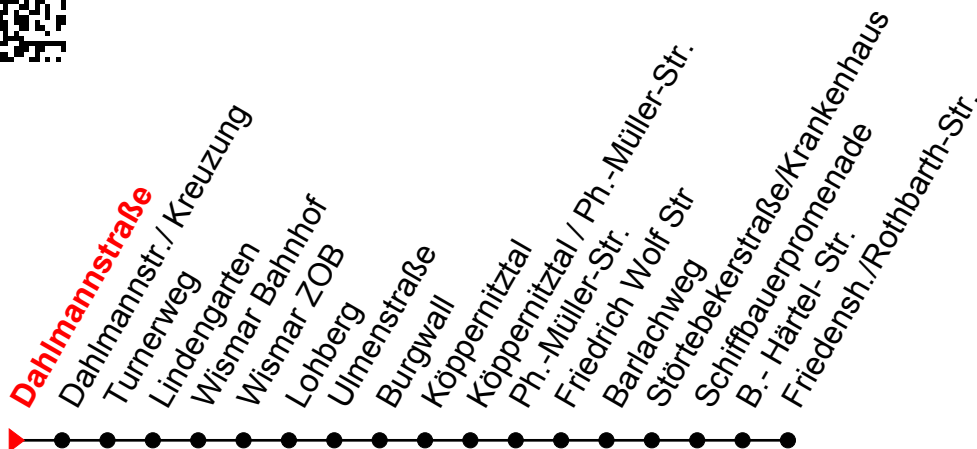 Dahlmannstraße
Dahlmannstr./ Kreuzung
Turnerweg
Lindengarten
Wismar Bahnhof
Wismar ZOB
Lohberg
Ulmenstraße
Burgwall
Köppernitztal
Köppernitztal / Ph.-Müller-Str.
Ph.-Müller-Str.
Friedrich Wolf Str
Barlachweg
Störtebekerstraße/Krankenhaus
Schiffbauerpromenade
B.- Härtel- Str.
Friedensh./Rothbarth-Str.